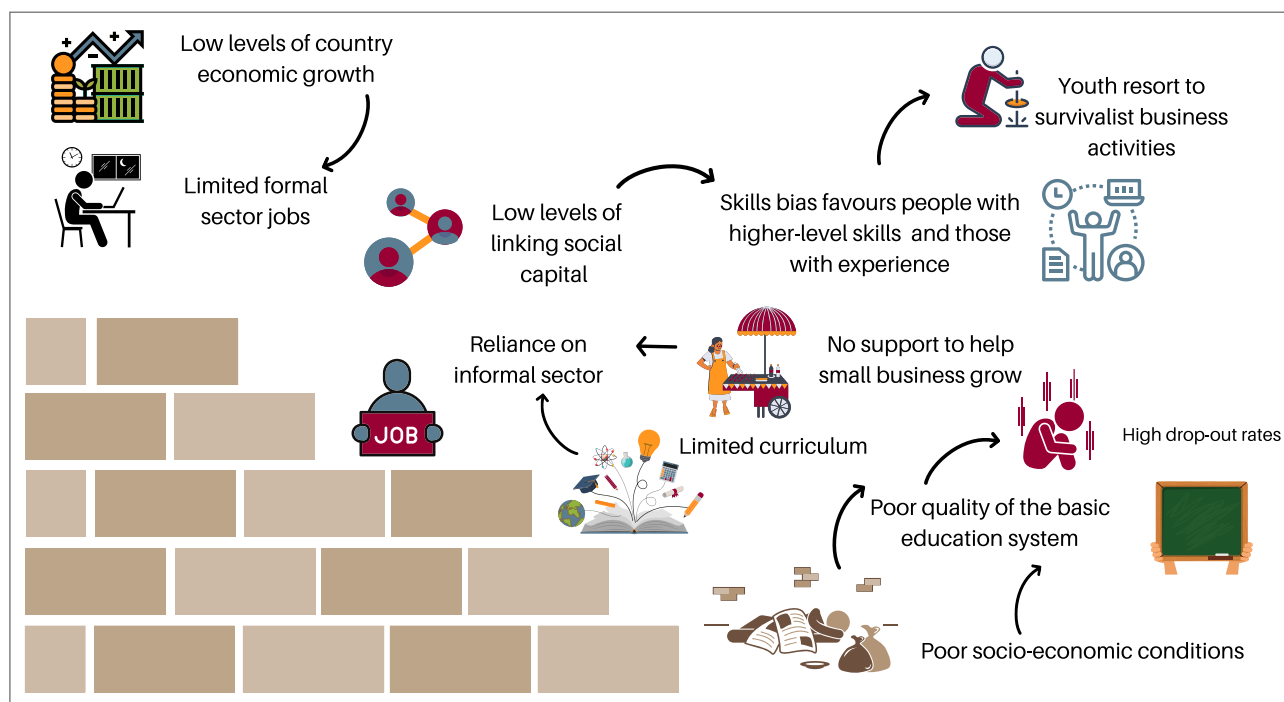 Low levels of country
economic growth
Limited formal
sector jobs
Low levels of
linking social
capital
Skills bias favours people with
higher-level skills and those
with experience
Youth resort to
survivalist business
activities
Reliance on
informal sector
JOB
No support to help
small business grow
Limited curriculum
High drop-out rates
Poor quality of the basic
education system
Poor socio-economic conditions